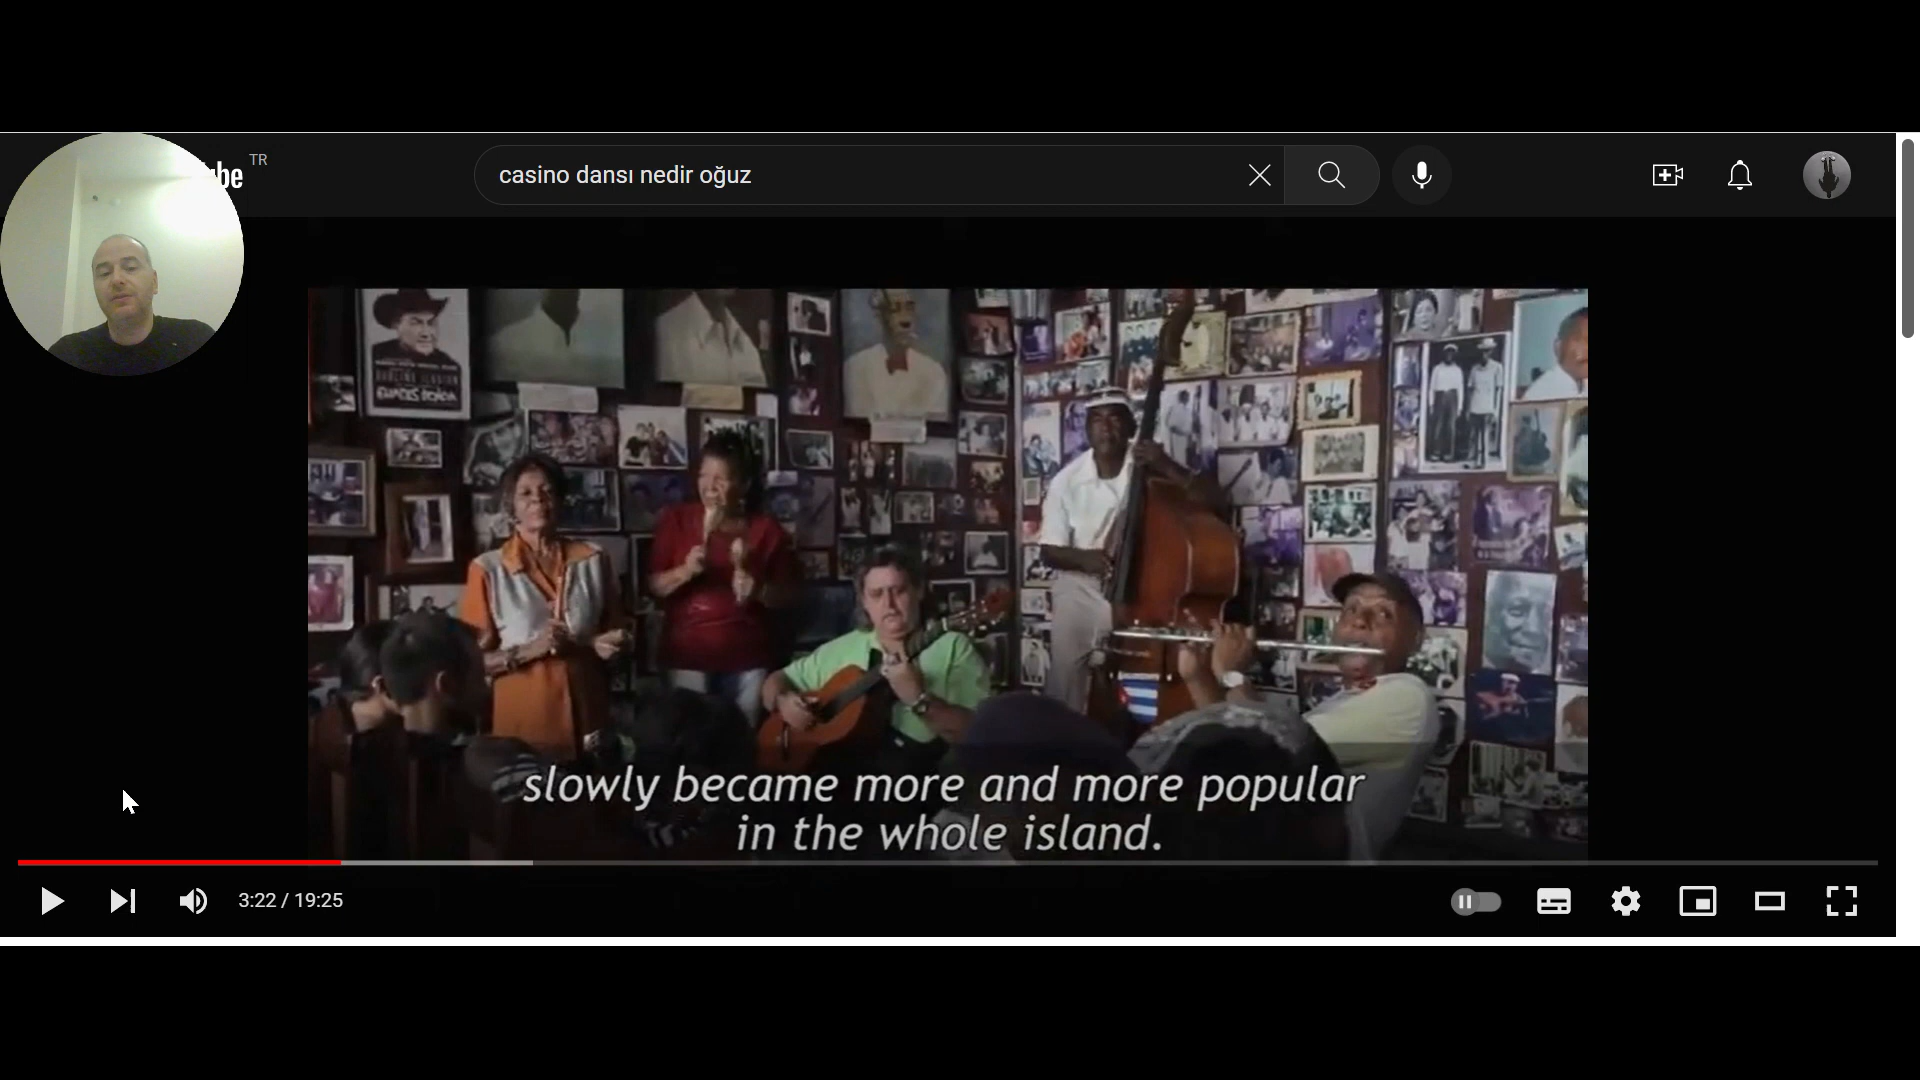 TR
casino dansı nedir oğuz
slowly became more and more popular
in the whole island.
3:22 / 19:25